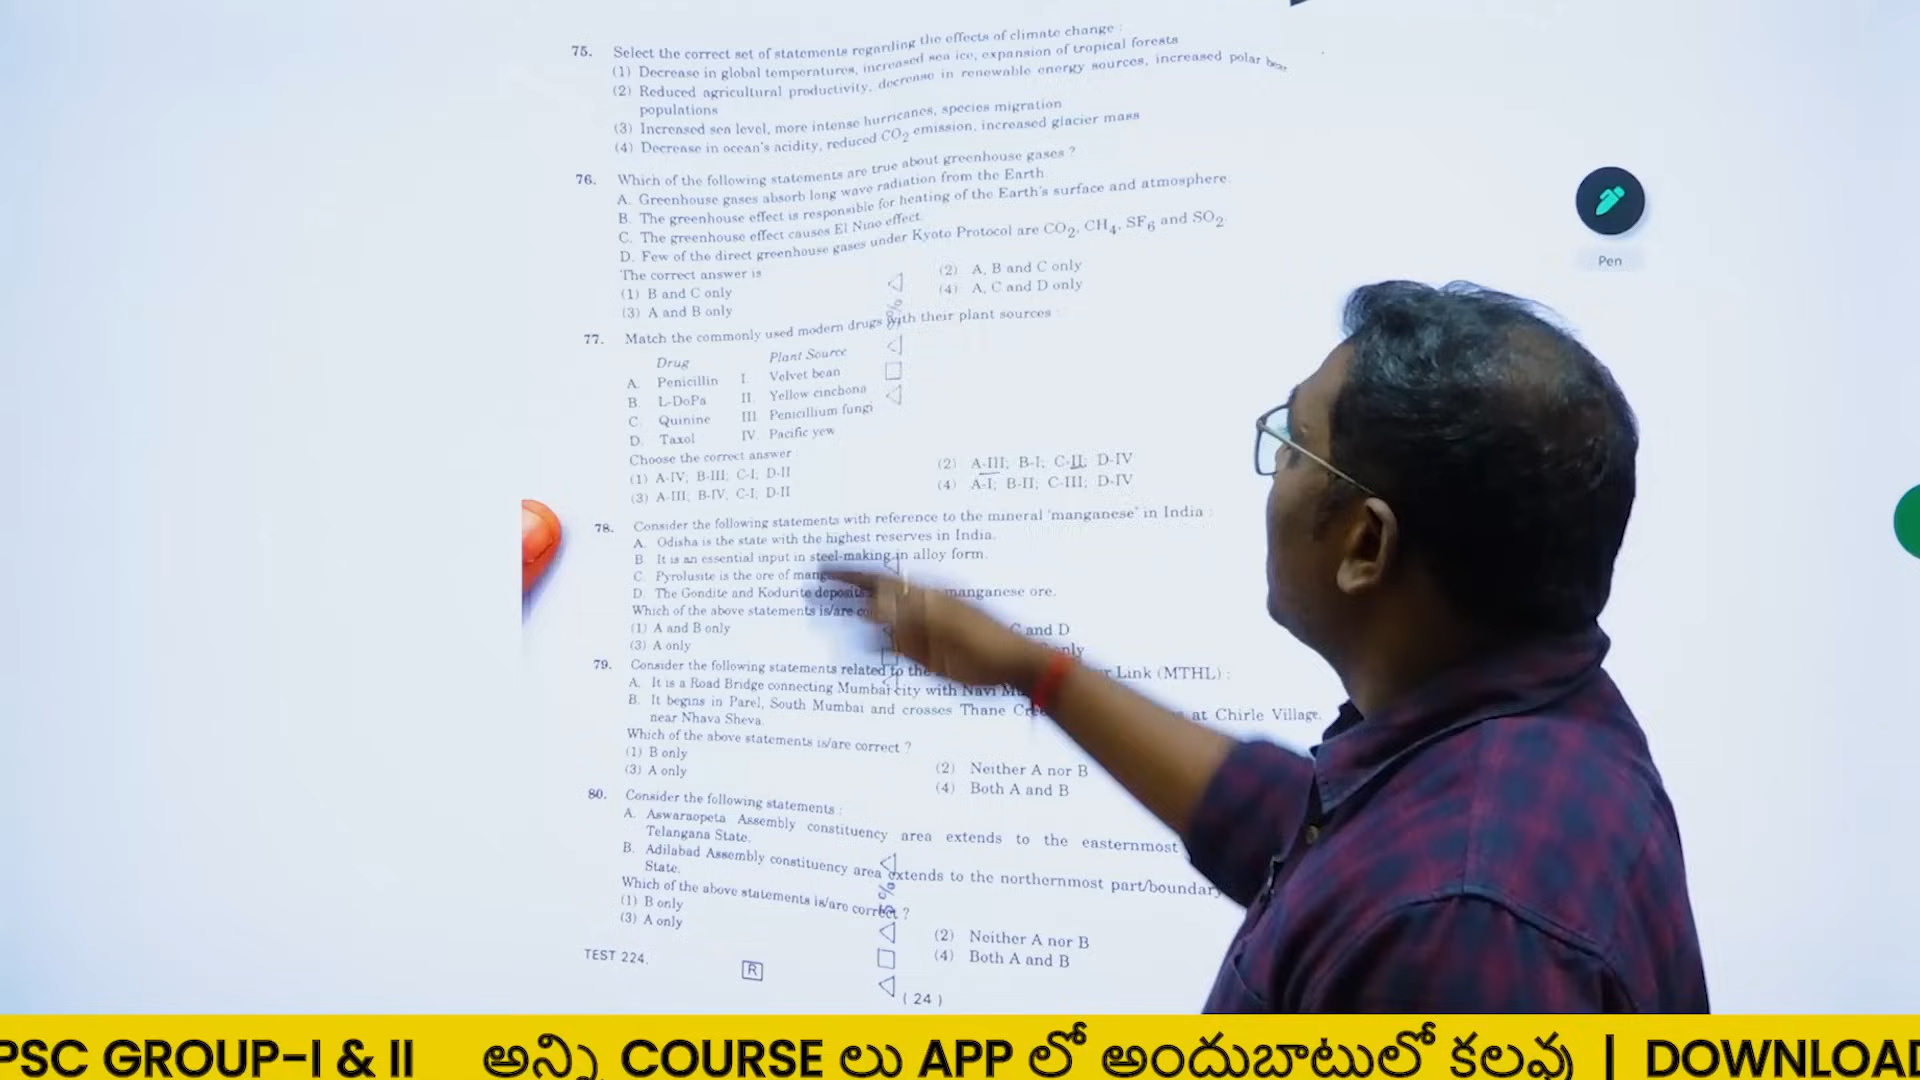 75. Select the correct set of statements regarding the effects of climate change :
(1) Decrease in global temperatures, increased sea ice, expansion of tropical forests
(2) Reduced agricultural productivity, decrease in renewable energy sources, increased polar bear
populations
(3) Increased sea level, more intense hurricanes, species migration
(4) Decrease in ocean's acidity, reduced CO2 emission, increased glacier mass
76. Which of the following statements are true about greenhouse gases ?
A. Greenhouse gases absorb long wave radiation from the Earth.
B. The greenhouse effect is responsible for heating of the Earth's surface and atmosphere.
C. The greenhouse effect causes El Nino effect.
D. Few of the direct greenhouse gases under Kyoto Protocol are CO2, CH4, SF6 and SO2.
The correct answer is
(1) B and C only (2) A, B and C only
(3) A and B only (4) A, C and D only
77. Match the commonly used modern drugs with their plant sources :
Drug Plant Source
A. Penicillin I. Velvet bean
B. L-DoPa II. Yellow cinchona
C. Quinine III Penicillium fungi
D. Taxol IV Pacific yew
Choose the correct answer :
(1) A-IV; B-III; C-I; D-II (2) A-III; B-I; C-II; D-IV
(3) A-III; B-IV; C-I; D-II (4) A-I; B-II; C-III; D-IV
78. Consider the following statements with reference to the mineral 'manganese' in India :
A. Odisha is the state with the highest reserves in India.
B. It is an essential input in steel-making in alloy form.
C. Pyrolusite is the ore of
D. The Gondite and Kodurite deposits manganese ore.
Which of the above statements is/are
(1) A and B only C and D
(3) A only only
79. Consider the following statements related to the Link (MTHL) :
A. It is a Road Bridge connecting Mumbai city with Navi
B. It begins in Parel, South Mumbai and crosses Thane at Chirle Village,
near Nhava Sheva.
Which of the above statements is/are correct ?
(1) B only (2) Neither A nor B
(3) A only (4) Both A and B
80. Consider the following statements :
A. Aswaraopeta Assembly constituency area extends to the easternmost
Telangana State.
B. Adilabad Assembly constituency area extends to the northernmost part/boundary
State.
Which of the above statements is/are correct ?
(1) B only (2) Neither A nor B
(3) A only (4) Both A and B
TEST 224. R (24)
Pen
PSC GROUP-I & II అన్ని COURSE లు APP లో అందుబాటులో కలవు | DOWNLOAD